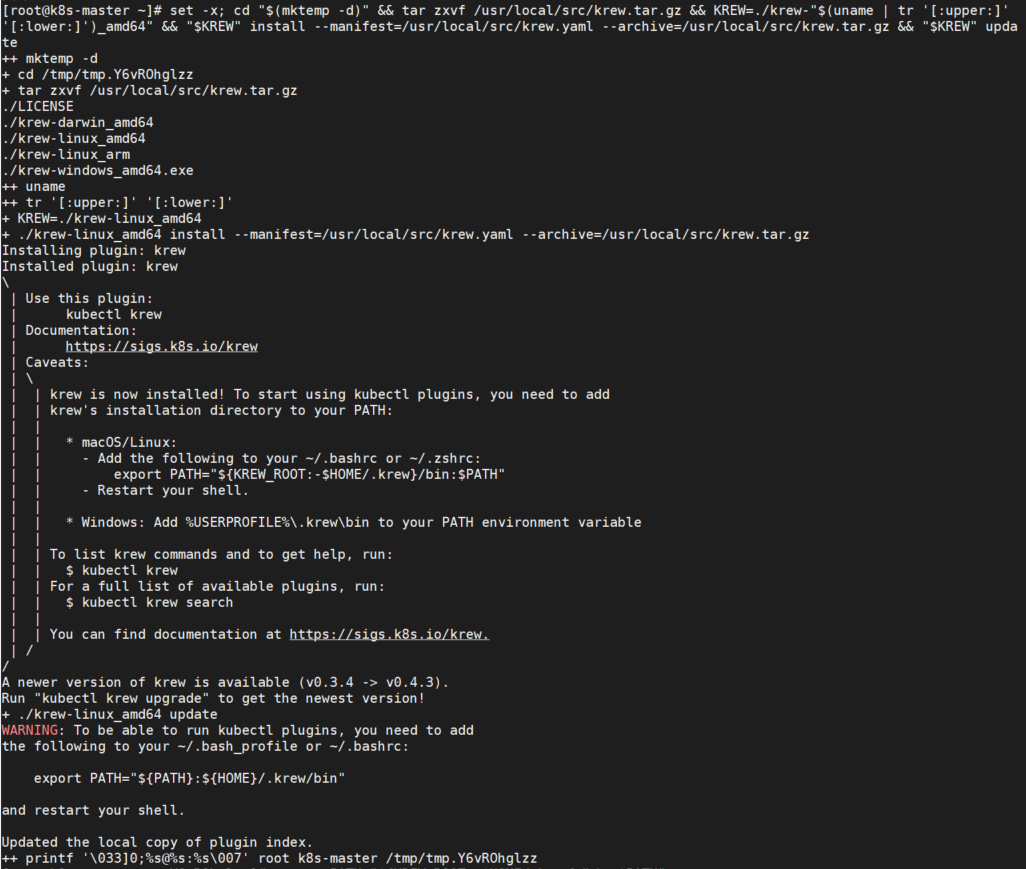 [root@k8s-master ~]# set -x; cd "$(mktemp -d)" && tar zxvf /usr/local/src/krew.tar.gz && KREW=./krew-"$(uname | tr '[:upper:]'
'[:lower:]')_amd64" && "$KREW" install --manifest=/usr/local/src/krew.yaml --archive=/usr/local/src/krew.tar.gz && "$KREW" upda
te
++ mktemp -d
+ cd /tmp/tmp.Y6vROhglzz
+ tar zxvf /usr/local/src/krew.tar.gz
./LICENSE
./krew-darwin_amd64
./krew-linux_amd64
./krew-linux_arm
./krew-windows_amd64.exe
++ uname
++ tr '[:upper:]' '[:lower:]'
+ KREW=./krew-linux_amd64
+ ./krew-linux_amd64 install --manifest=/usr/local/src/krew.yaml --archive=/usr/local/src/krew.tar.gz
Installing plugin: krew
Installed plugin: krew
\
 | Use this plugin:
 |      kubectl krew
 | Documentation:
 |      https://sigs.k8s.io/krew
 | Caveats:
 | \
 |  | krew is now installed! To start using kubectl plugins, you need to add
 |  | krew's installation directory to your PATH:
 |  |
 |  |   * macOS/Linux:
 |  |     - Add the following to your ~/.bashrc or ~/.zshrc:
 |  |         export PATH="${KREW_ROOT:-$HOME/.krew}/bin:$PATH"
 |  |     - Restart your shell.
 |  |
 |  |   * Windows: Add %USERPROFILE%\.krew\bin to your PATH environment variable
 |  |
 |  | To list krew commands and to get help, run:
 |  |   $ kubectl krew
 |  | For a full list of available plugins, run:
 |  |   $ kubectl krew search
 |  |
 |  | You can find documentation at https://sigs.k8s.io/krew.
 | /
/
A newer version of krew is available (v0.3.4 -> v0.4.3).
Run "kubectl krew upgrade" to get the newest version!
+ ./krew-linux_amd64 update
WARNING: To be able to run kubectl plugins, you need to add
the following to your ~/.bash_profile or ~/.bashrc:
    export PATH="${PATH}:${HOME}/.krew/bin"
and restart your shell.
Updated the local copy of plugin index.
++ printf '\033]0;%s@%s:%s\007' root k8s-master /tmp/tmp.Y6vROhglzz